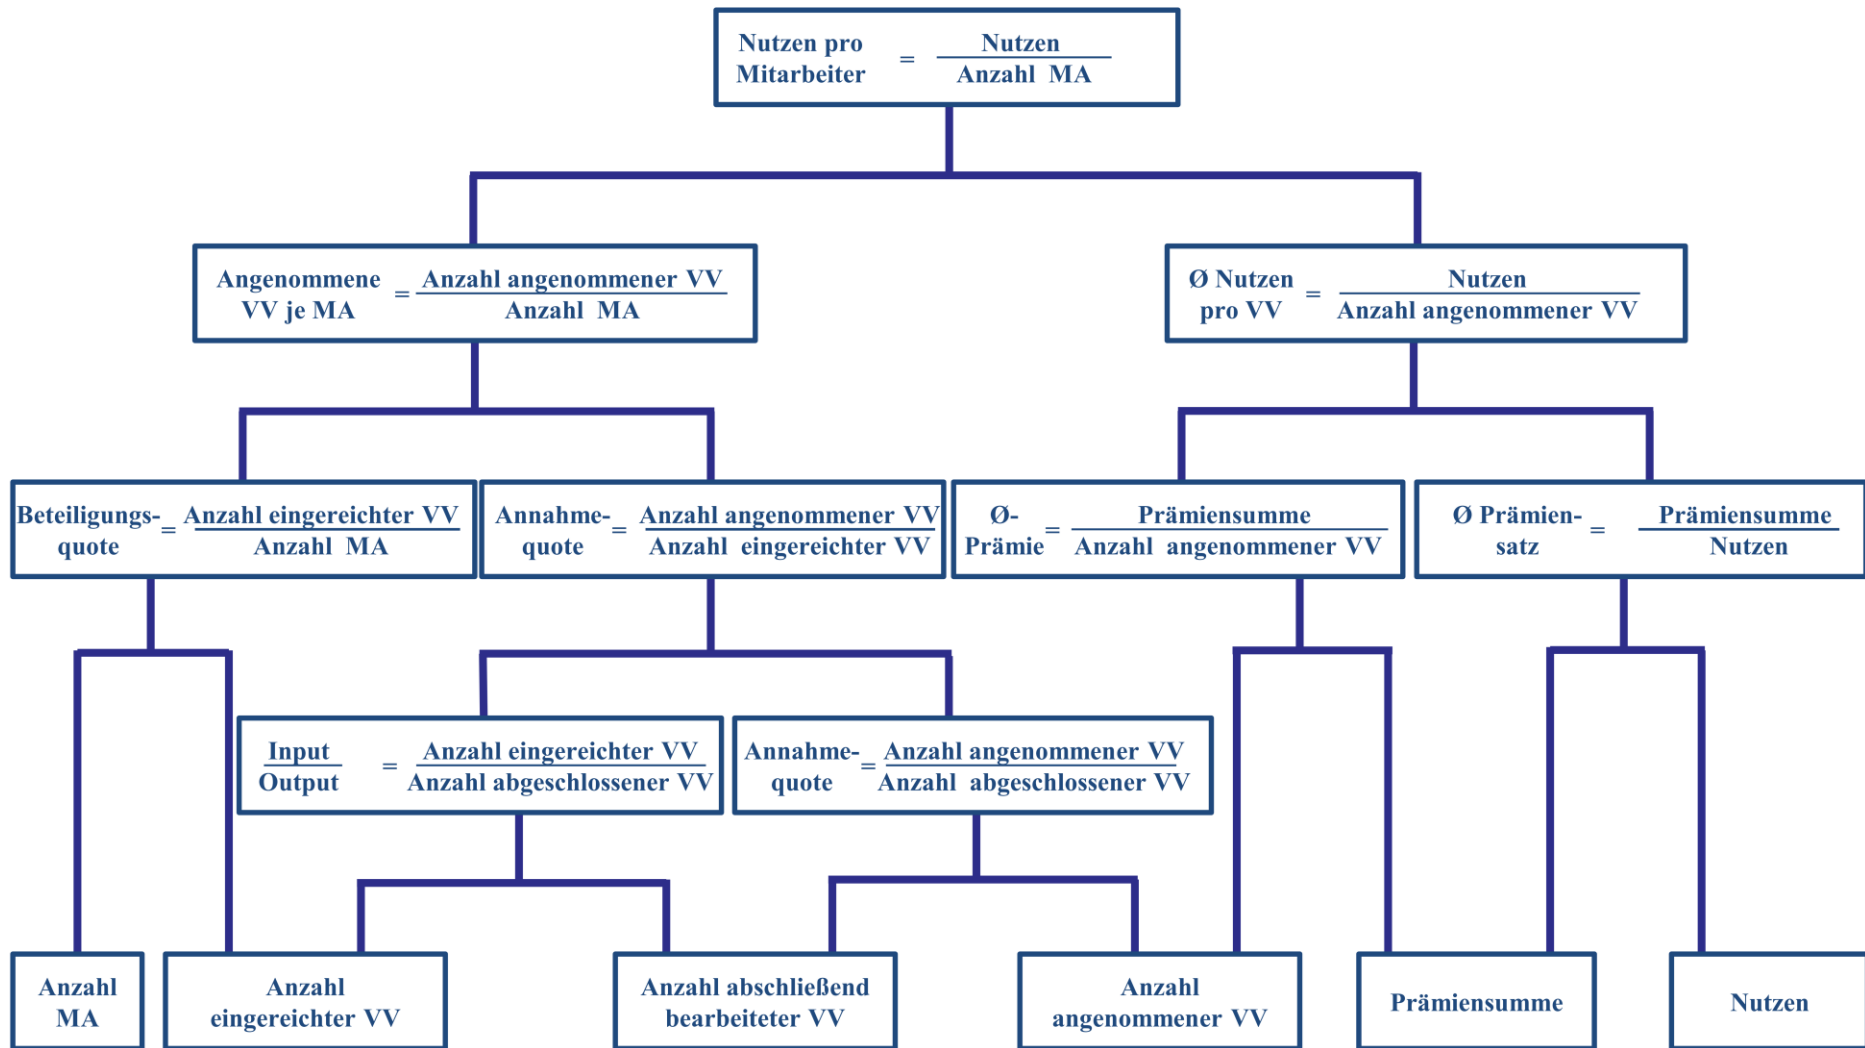 Nutzen pro
Mitarbeiter
=
Nutzen
Anzahl MA
Angenommene
VV je MA
=
Anzahl angenommener VV
Anzahl MA
Ø Nutzen
pro VV
=
Nutzen
Anzahl angenommener VV
Beteiligungs-
quote
=
Anzahl eingereichter VV
Anzahl MA
Annahme-
quote
=
Anzahl angenommener VV
Anzahl eingereichter VV
Ø-
Prämie
=
Prämiensumme
Anzahl angenommener VV
Ø Prämien-
satz
=
Prämiensumme
Nutzen
Input
Output
=
Anzahl eingereichter VV
Anzahl abgeschlossener VV
Annahme-
quote
=
Anzahl angenommener VV
Anzahl abgeschlossener VV
Anzahl
MA
Anzahl
eingereichter VV
Anzahl abschließend
bearbeiteter VV
Anzahl
angenommener VV
Prämiensumme
Nutzen